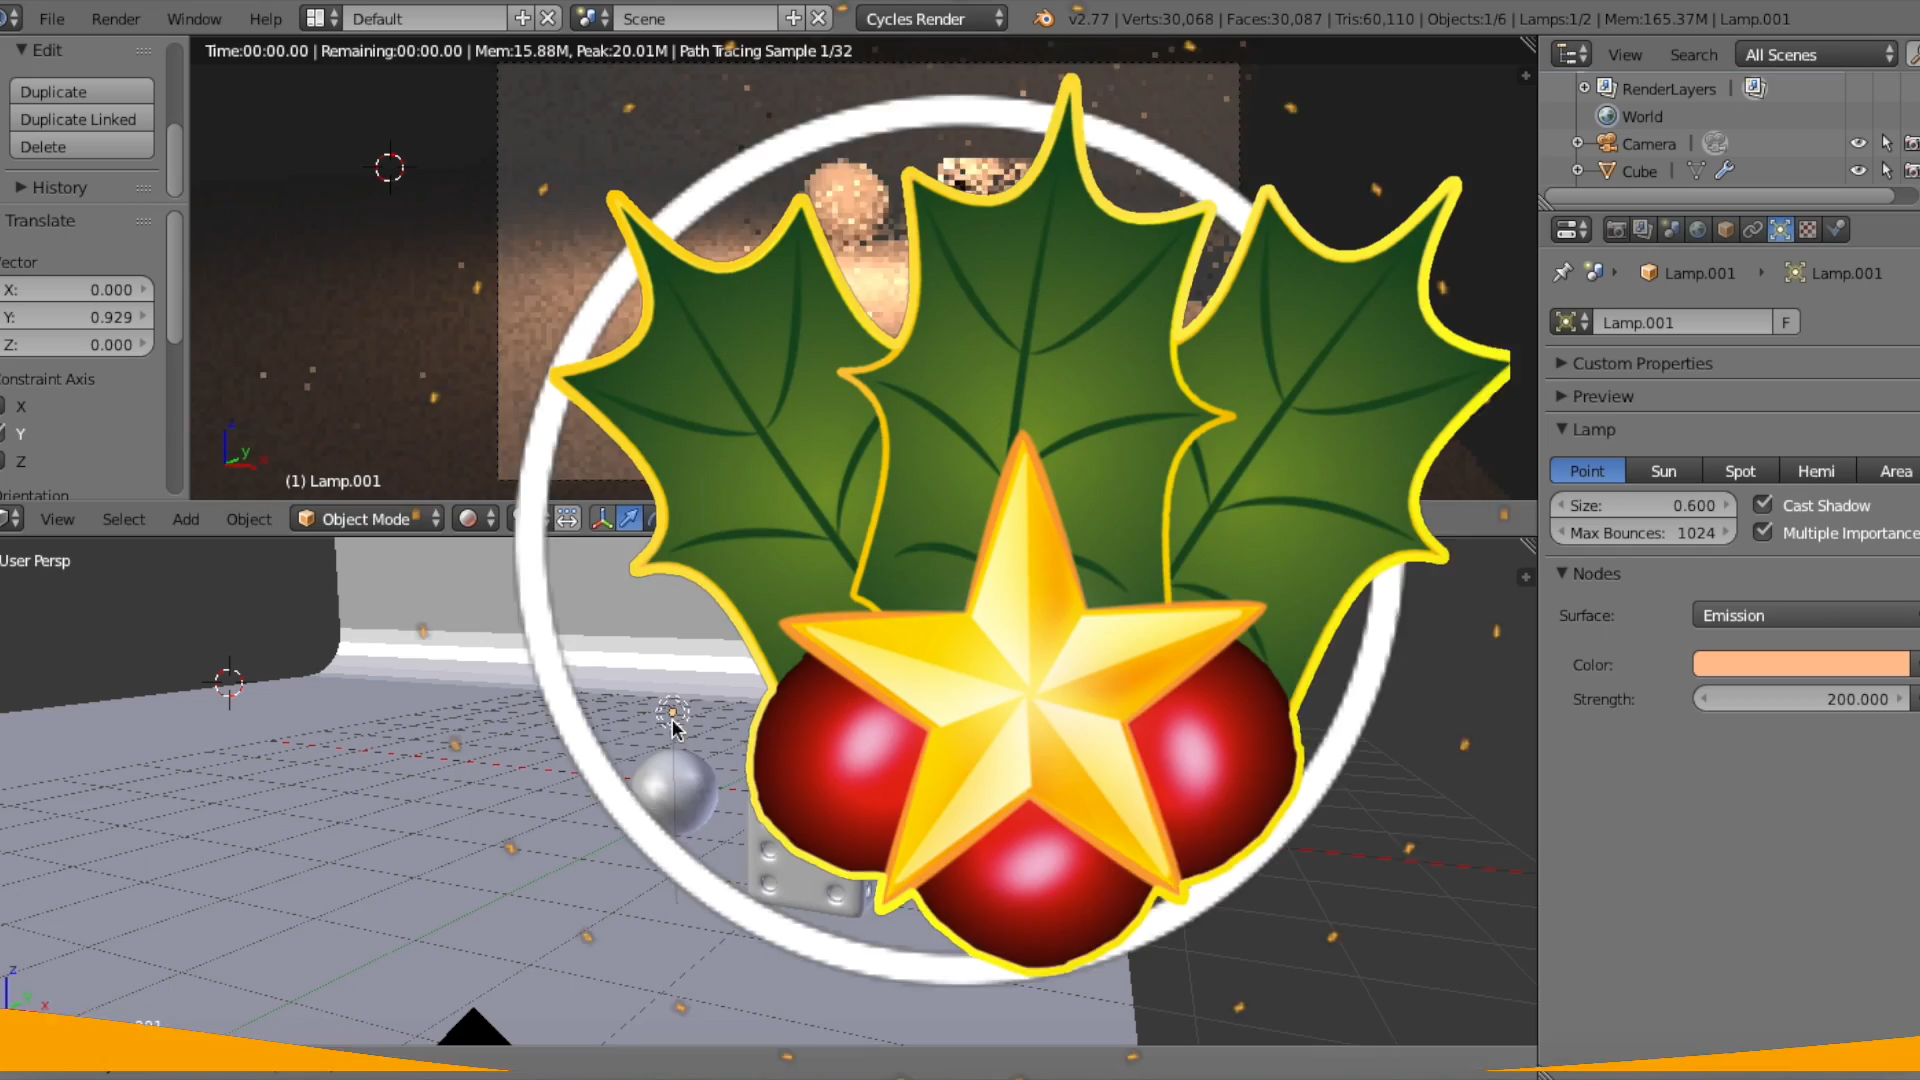 File Render Window Help Default Scene Cycles Render v2.77 | Verts:30,068 | Faces:30,087 | Tris:60,110 | Objects:1/6 | Lamps:1/2 | Mem:165.37M | Lamp.001
Edit
Duplicate
Duplicate Linked
Delete
History
Translate
Vector
X: 0.000
Y: 0.929
Z: 0.000
Constraint Axis
X
Y
Z
Orientation
Time:00:00.00 | Remaining:00:00.00 | Mem:15.88M, Peak:20.01M | Path Tracing Sample 1/32
z
y
(1) Lamp.001
View Select Add Object Object Mode
User Persp
z
x
View Search All Scenes
RenderLayers |
World
Camera |
Cube |
Lamp.001 Lamp.001
Lamp.001 F
Custom Properties
Preview
Lamp
Point Sun Spot Hemi Area
Size: 0.600 Cast Shadow
Max Bounces: 1024 Multiple Importance
Nodes
Surface: Emission
Color:
Strength: 200.000